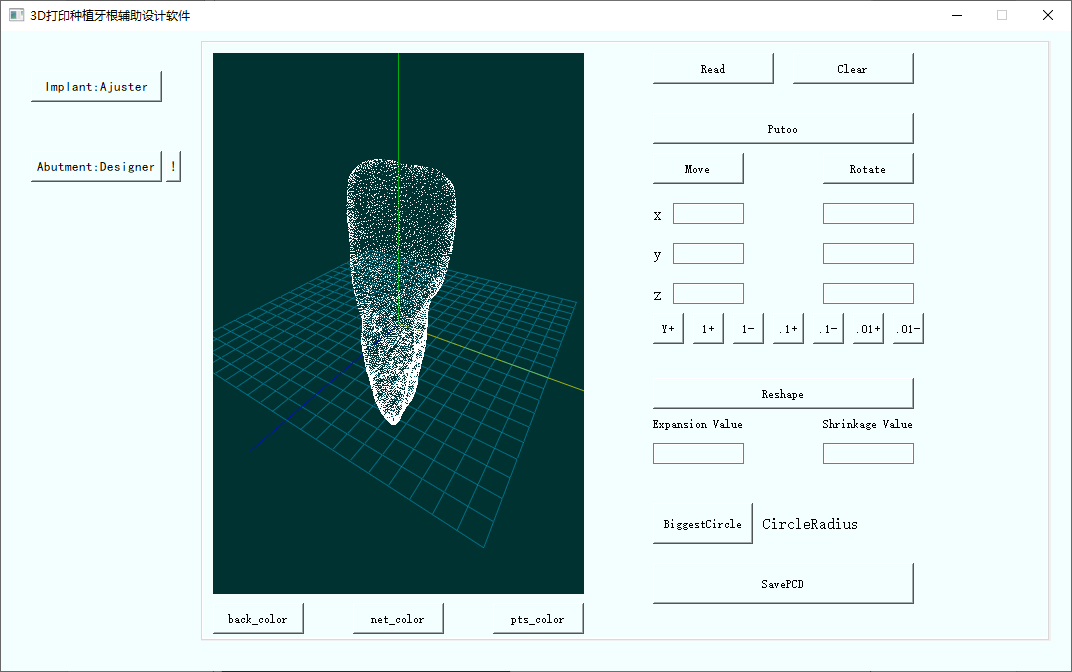 3D打印种植牙根辅助设计软件
Implant:Ajuster
Abutment:Designer !
Read Clear
Putoo
Move Rotate
x
y
z
Y+ 1+ 1- .1+ .1- .01+ .01-
Reshape
Expansion Value Shrinkage Value
BiggestCircle CircleRadius
SavePCD
back_color net_color pts_color